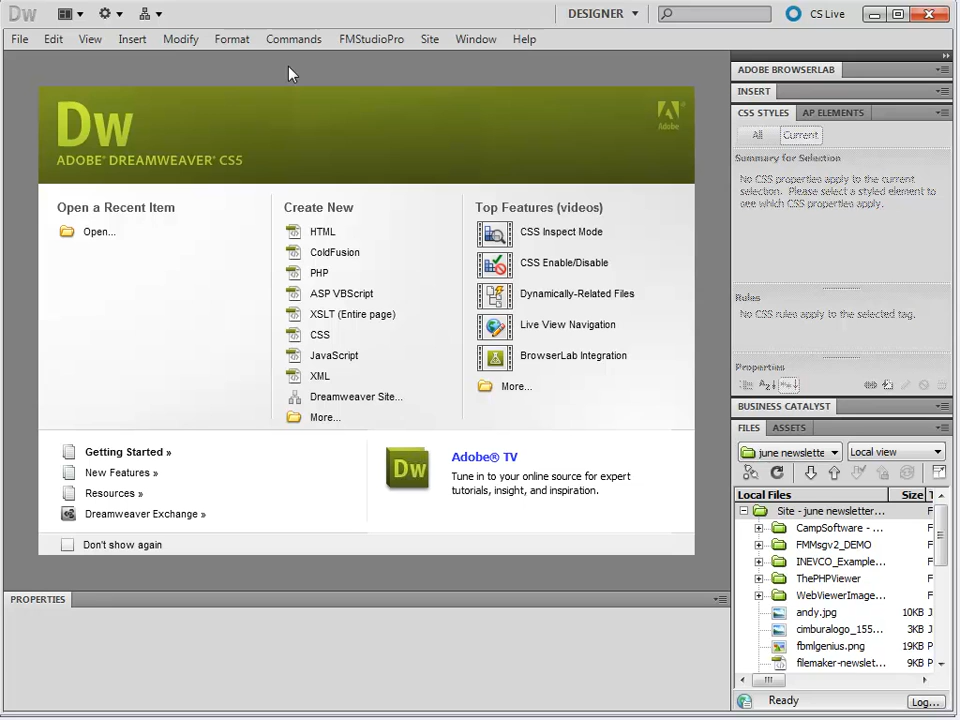 Dw
DESIGNER
CS Live
File Edit View Insert Modify Format Commands FMStudioPro Site Window Help
Dw
ADOBE® DREAMWEAVER® CS5
Adobe
Open a Recent Item
Open...
Create New
HTML
ColdFusion
PHP
ASP VBScript
XSLT (Entire page)
CSS
JavaScript
XML
Dreamweaver Site...
More...
Top Features (videos)
CSS Inspect Mode
CSS Enable/Disable
Dynamically-Related Files
Live View Navigation
BrowserLab Integration
More...
Getting Started »
New Features »
Resources »
Dreamweaver Exchange »
Dw
Adobe® TV
Tune in to your online source for expert
tutorials, insight, and inspiration.
Don't show again
PROPERTIES
ADOBE BROWSERLAB
INSERT
CSS STYLES AP ELEMENTS
All Current
Summary for Selection
No CSS properties apply to the current
selection. Please select a styled element to
see which CSS properties apply.
Rules
No CSS rules apply to the selected tag.
Properties
BUSINESS CATALYST
FILES ASSETS
june newslette Local view
Local Files Size T
Site - june newsletter... F
CampSoftware - ... F
FMMsgv2_DEMO F
INEVCO_Example... F
ThePHPViewer F
WebViewerImage... F
andy.jpg 10KB J
cimburalogo_155... 3KB J
fbmlgenius.png 19KB P
filemaker-newslet... 9KB P
Ready Log...